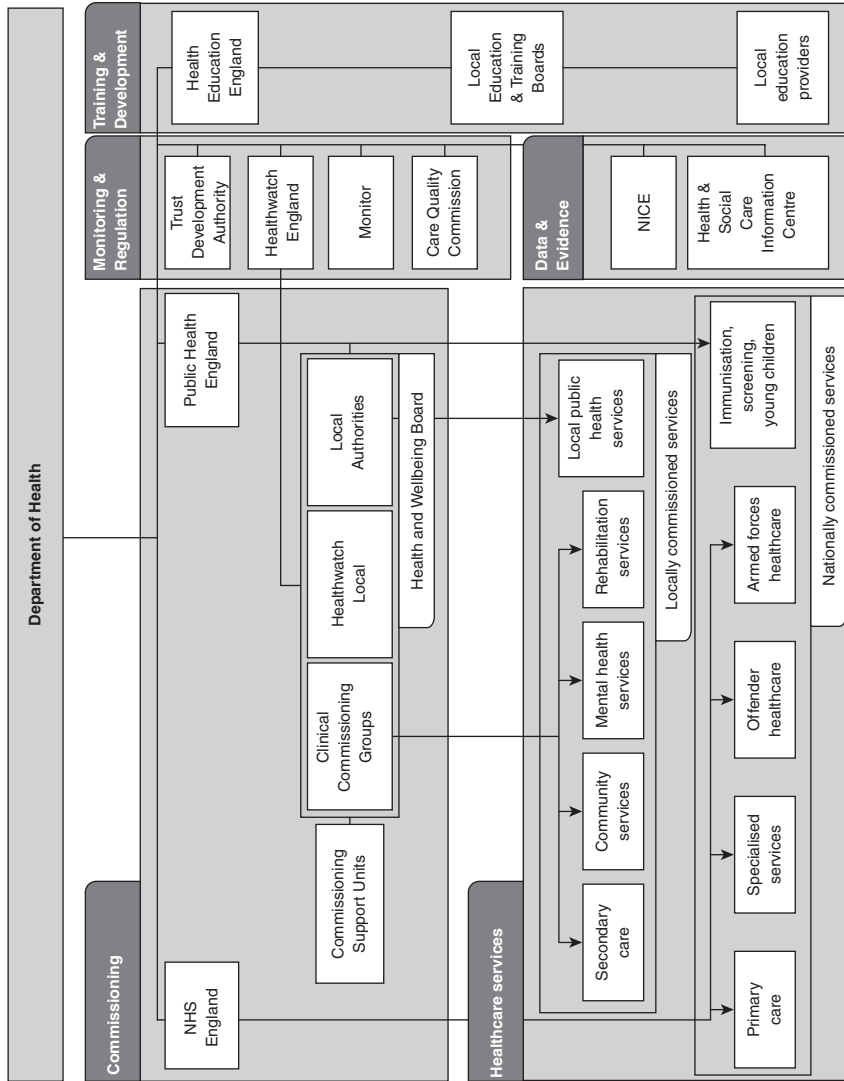 Department of Health
Commissioning
NHS
England
Public Health
England
Commissioning
Support Units
Clinical
Commissioning
Groups
Healthwatch
Local
Local
Authorities
Health and Wellbeing Board
Monitoring &
Regulation
Trust
Development
Authority
Healthwatch
England
Monitor
Care Quality
Commission
Training &
Development
Health
Education
England
Local
Education
& Training
Boards
Local
education
providers
Healthcare services
Secondary
care
Community
services
Mental health
services
Rehabilitation
services
Local public
health
services
Locally commissioned services
Primary
care
Specialised
services
Offender
healthcare
Armed forces
healthcare
Immunisation,
screening,
young children
Nationally commissioned services
Data &
Evidence
NICE
Health &
Social
Care
Information
Centre